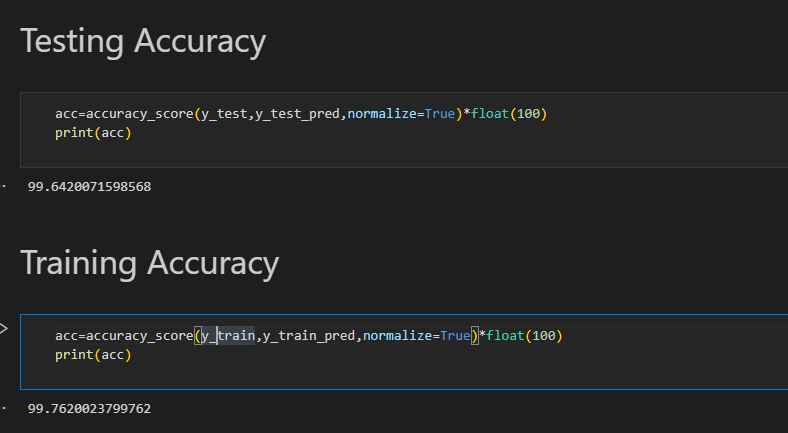 Testing Accuracy
acc=accuracy_score(y_test,y_test_pred,normalize=True)*float(100)
print(acc)
99.6420071598568
Training Accuracy
acc=accuracy_score(y_train,y_train_pred,normalize=True)*float(100)
print(acc)
99.7620023799762